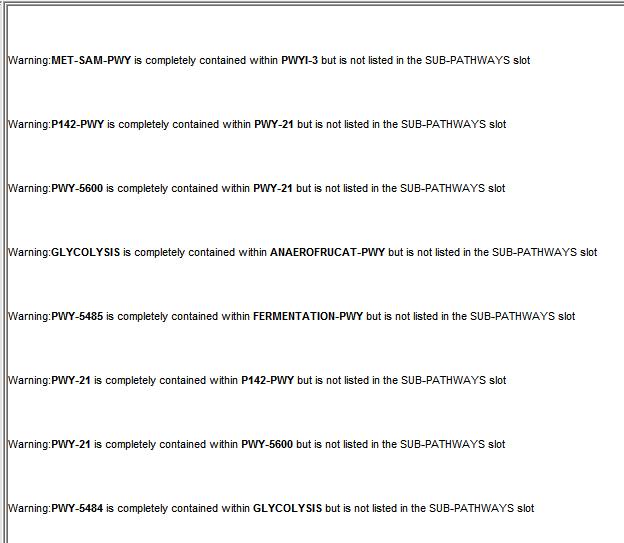 Warning:MET-SAM-PWY is completely contained within PWYI-3 but is not listed in the SUB-PATHWAYS slot
Warning:P142-PWY is completely contained within PWY-21 but is not listed in the SUB-PATHWAYS slot
Warning:PWY-5600 is completely contained within PWY-21 but is not listed in the SUB-PATHWAYS slot
Warning:GLYCOLYSIS is completely contained within ANAEROFRUCAT-PWY but is not listed in the SUB-PATHWAYS slot
Warning:PWY-5485 is completely contained within FERMENTATION-PWY but is not listed in the SUB-PATHWAYS slot
Warning:PWY-21 is completely contained within P142-PWY but is not listed in the SUB-PATHWAYS slot
Warning:PWY-21 is completely contained within PWY-5600 but is not listed in the SUB-PATHWAYS slot
Warning:PWY-5484 is completely contained within GLYCOLYSIS but is not listed in the SUB-PATHWAYS slot